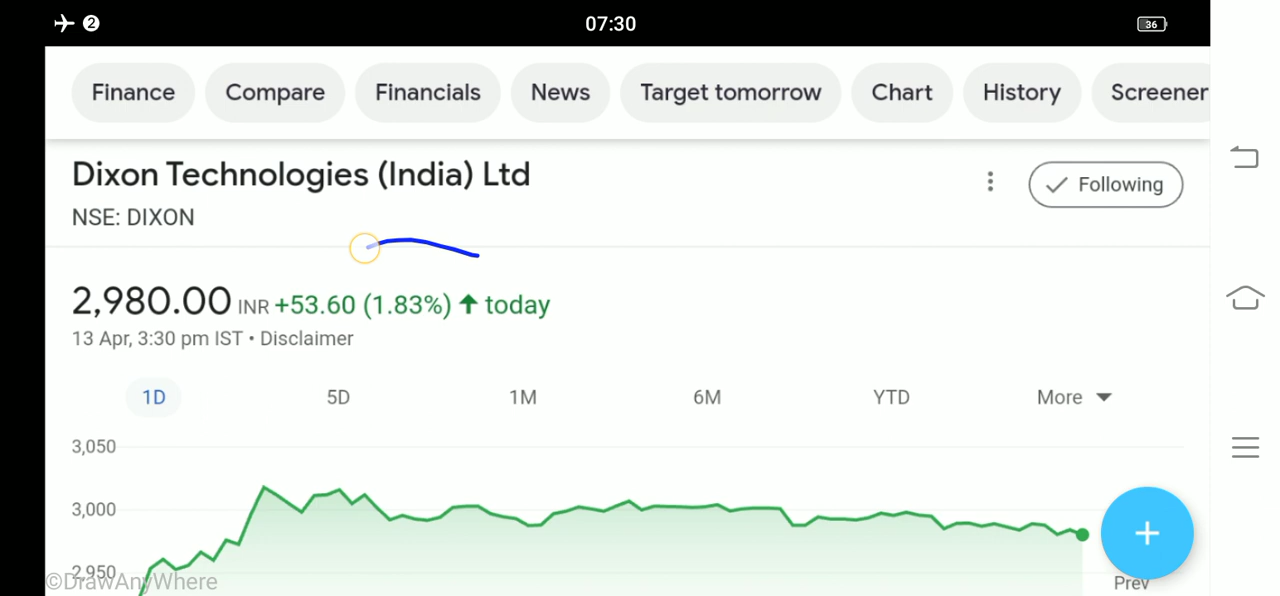 2
07:30
36
Finance Compare Financials News Target tomorrow Chart History Screener
Dixon Technologies (India) Ltd
Following
NSE: DIXON
2,980.00 INR +53.60 (1.83%) ↑ today
13 Apr, 3:30 pm IST • Disclaimer
1D 5D 1M 6M YTD More
3,050
3,000
2,950
©DrawAnyWhere
Prev